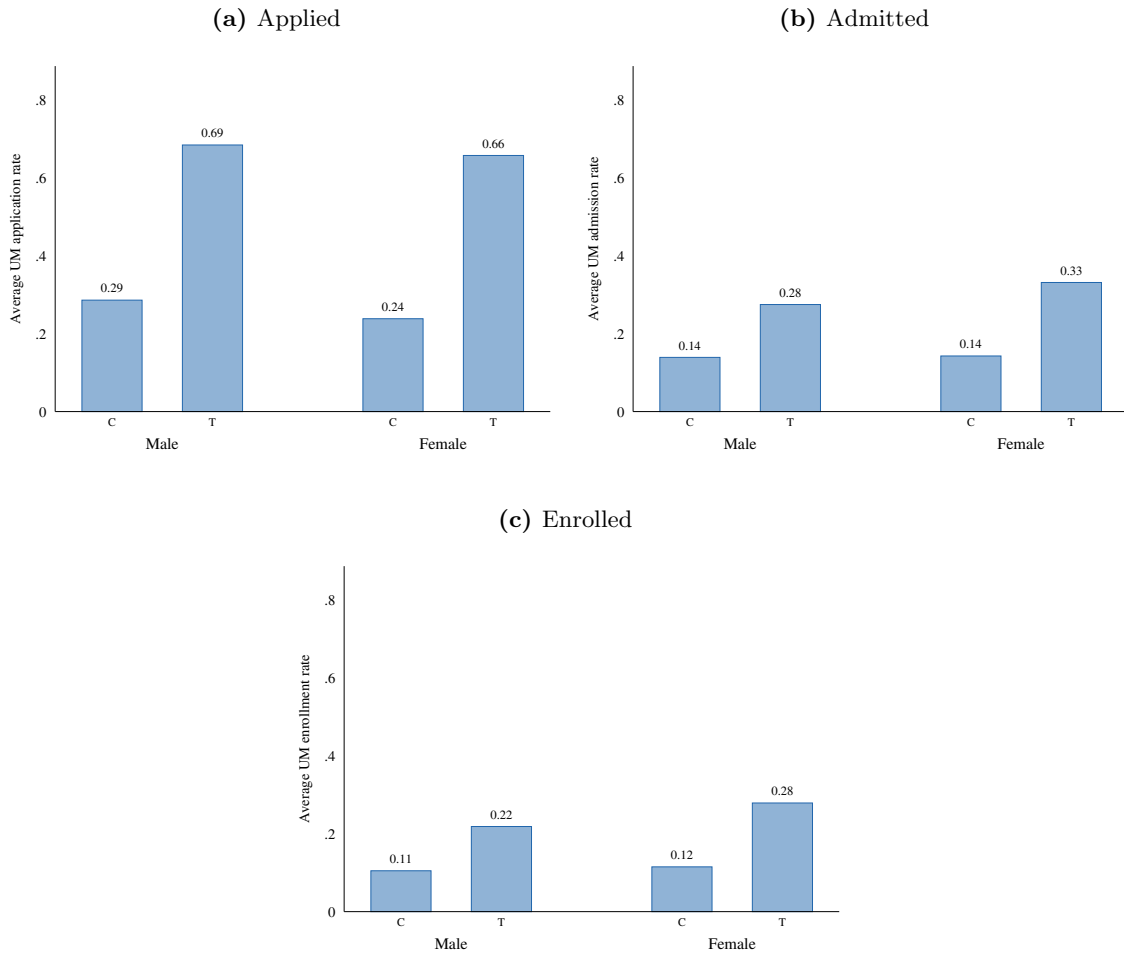 (a) Applied
Average UM application rate
.8
.6
.4
.2
0
0.29
0.69
0.24
0.66
C
T
C
T
Male
Female
(b) Admitted
Average UM admission rate
.8
.6
.4
.2
0
0.14
0.28
0.14
0.33
C
T
C
T
Male
Female
(c) Enrolled
Average UM enrollment rate
.8
.6
.4
.2
0
0.11
0.22
0.12
0.28
C
T
C
T
Male
Female